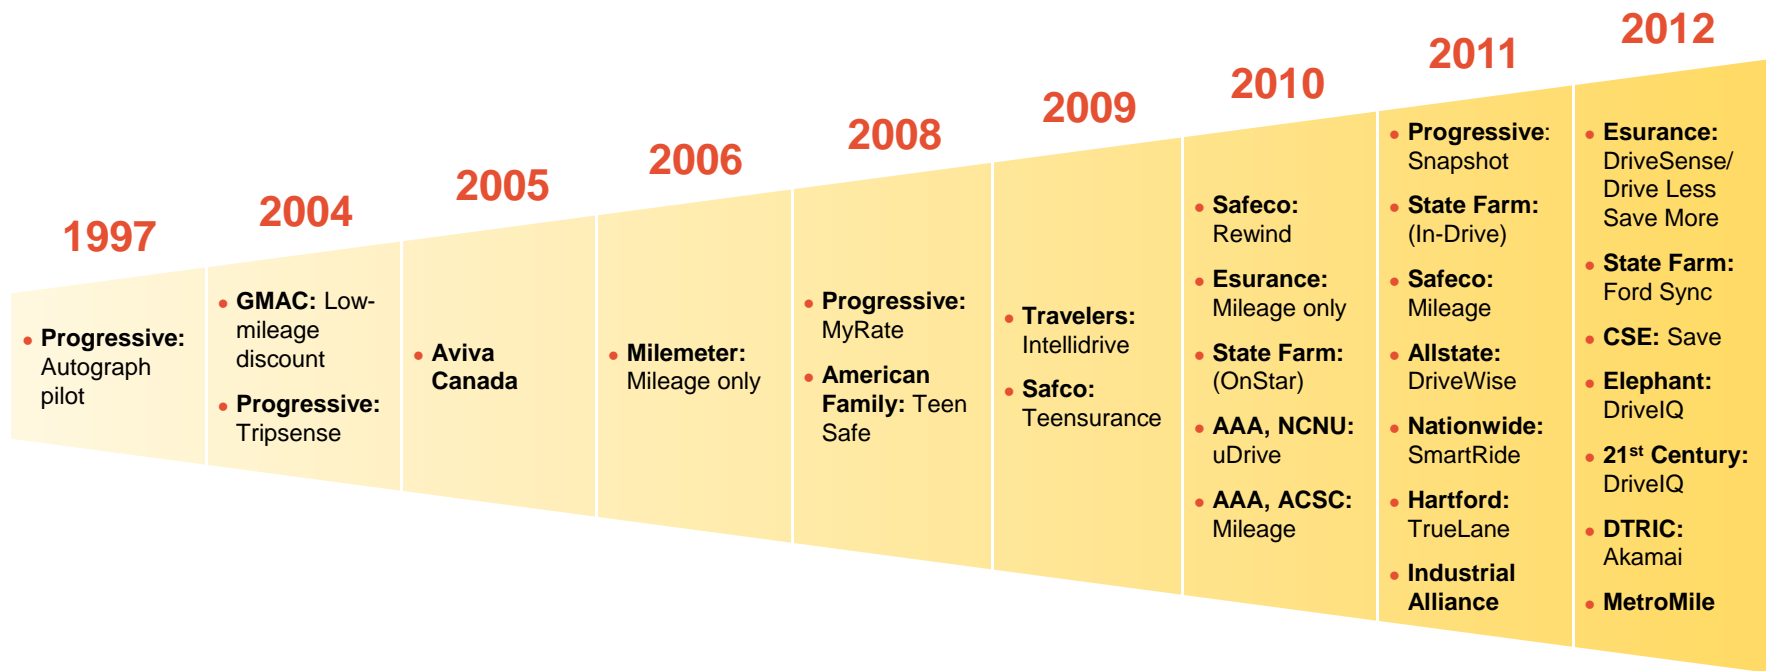 1997
• Progressive:
Autograph
pilot
2004
• GMAC: Low-
mileage
discount
• Progressive:
Tripsense
2005
• Aviva
Canada
2006
• Milemeter:
Mileage only
2008
• Progressive:
MyRate
• American
Family: Teen
Safe
2009
• Travelers:
Intellidrive
• Safco:
Teensurance
2010
• Safeco:
Rewind
• Esurance:
Mileage only
• State Farm:
(OnStar)
• AAA, NCNU:
uDrive
• AAA, ACSC:
Mileage
2011
• Progressive:
Snapshot
• State Farm:
(In-Drive)
• Safeco:
Mileage
• Allstate:
DriveWise
• Nationwide:
SmartRide
• Hartford:
TrueLane
• Industrial
Alliance
2012
• Esurance:
DriveSense/
Drive Less
Save More
• State Farm:
Ford Sync
• CSE: Save
• Elephant:
DriveIQ
• 21st Century:
DriveIQ
• DTRIC:
Akamai
• MetroMile